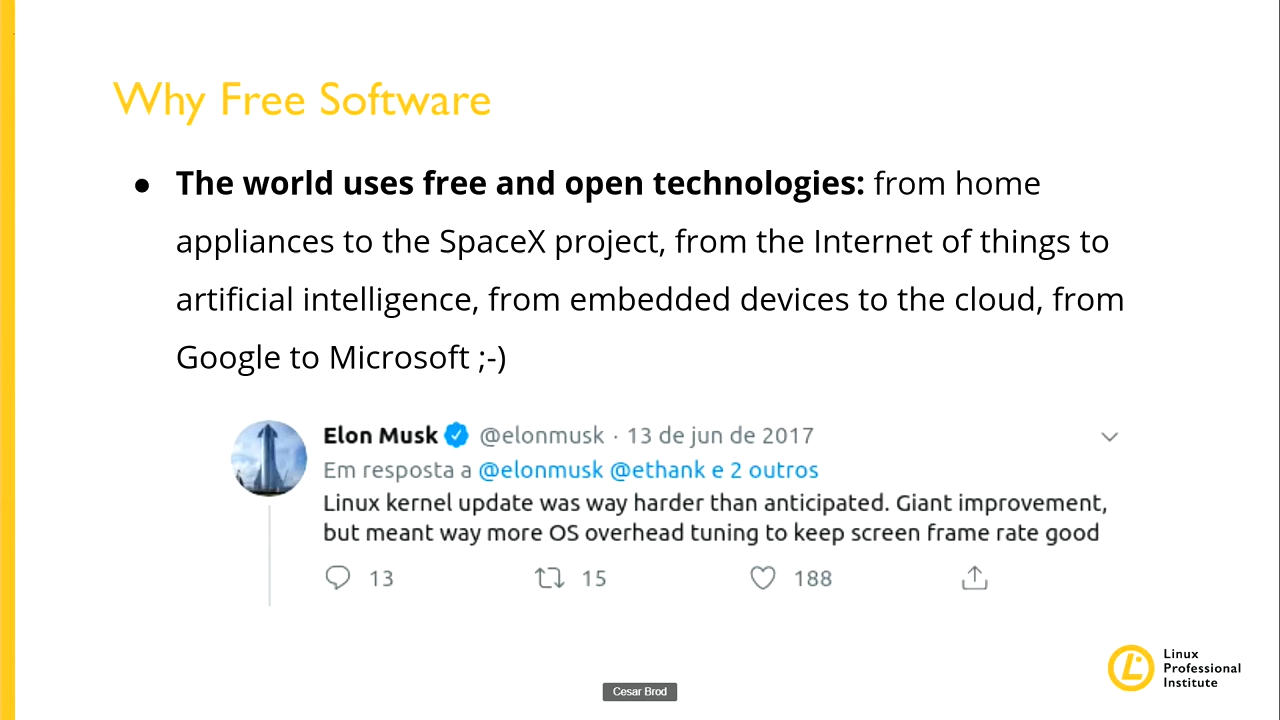 Why Free Software
● The world uses free and open technologies: from home
appliances to the SpaceX project, from the Internet of things to
artificial intelligence, from embedded devices to the cloud, from
Google to Microsoft ;-)
Elon Musk @elonmusk · 13 de jun de 2017
Em resposta a @elonmusk @ethank e 2 outros
Linux kernel update was way harder than anticipated. Giant improvement,
but meant way more OS overhead tuning to keep screen frame rate good
13 15 188
Linux
Professional
Institute
Cesar Brod